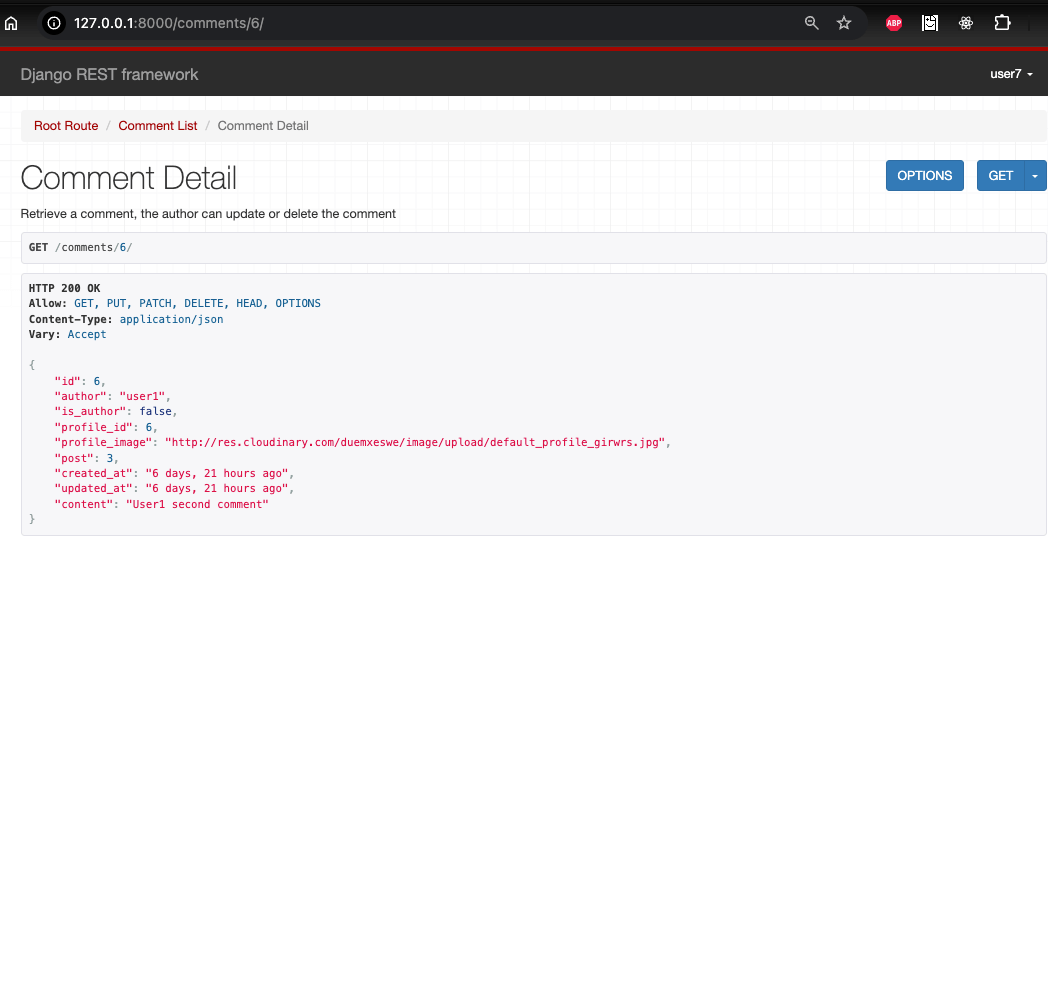 127.0.0.1:8000/comments/6/
ABP
Django REST framework
user7
Root Route / Comment List / Comment Detail
Comment Detail
OPTIONS
GET
Retrieve a comment, the author can update or delete the comment
GET /comments/6/
HTTP 200 OK
Allow: GET, PUT, PATCH, DELETE, HEAD, OPTIONS
Content-Type: application/json
Vary: Accept
{
    "id": 6,
    "author": "user1",
    "is_author": false,
    "profile_id": 6,
    "profile_image": "http://res.cloudinary.com/duemxeswe/image/upload/default_profile_girwrs.jpg",
    "post": 3,
    "created_at": "6 days, 21 hours ago",
    "updated_at": "6 days, 21 hours ago",
    "content": "User1 second comment"
}